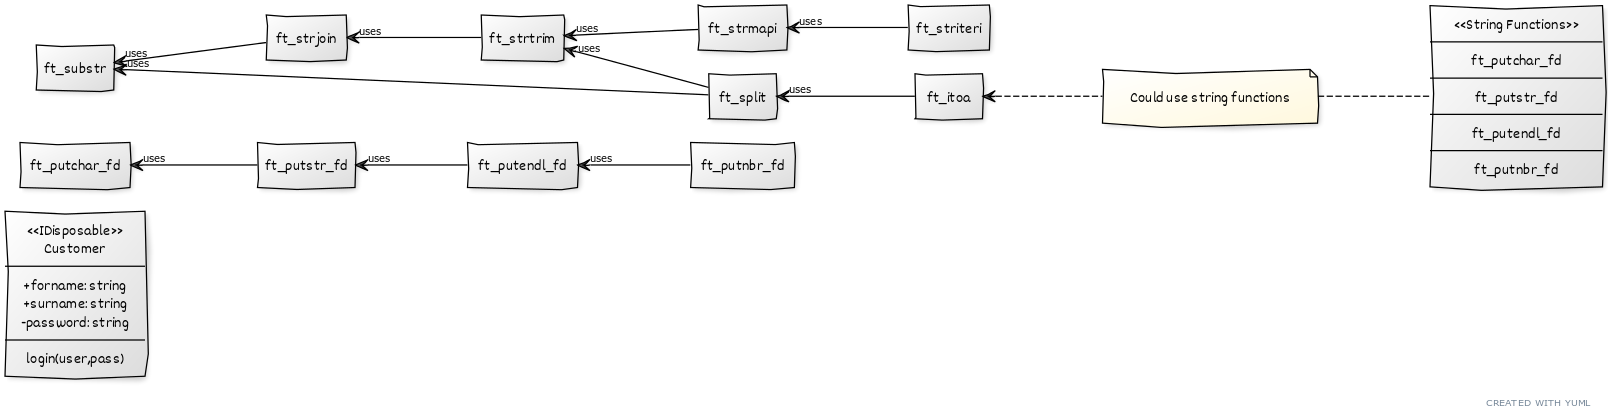 ft_substr
uses
uses
ft_strjoin
uses
ft_strtrim
uses
uses
ft_strmapi
uses
ft_striteri
ft_split
uses
ft_itoa
Could use string functions
<<String Functions>>
ft_putchar_fd
ft_putstr_fd
ft_putendl_fd
ft_putnbr_fd
ft_putchar_fd
uses
ft_putstr_fd
uses
ft_putendl_fd
uses
ft_putnbr_fd
<<IDisposable>>
Customer
+forname: string
+surname: string
-password: string
login(user,pass)
CREATED WITH YUML